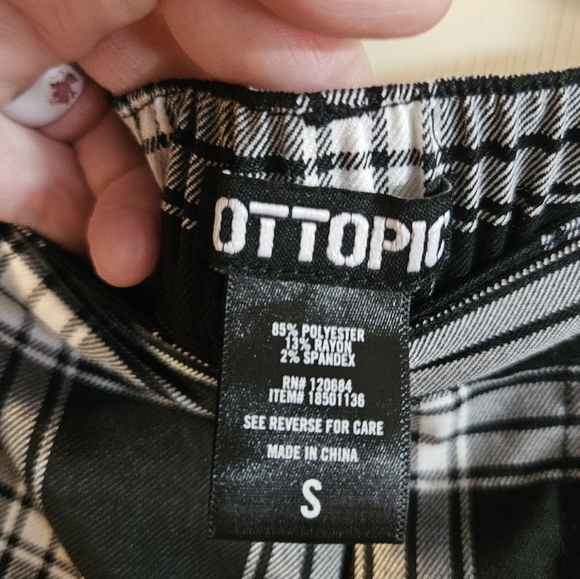 OTTOPIC
85% POLYESTER
13% RAYON
2% SPANDEX
RN# 120684
ITEM# 18501136
SEE REVERSE FOR CARE
MADE IN CHINA
S